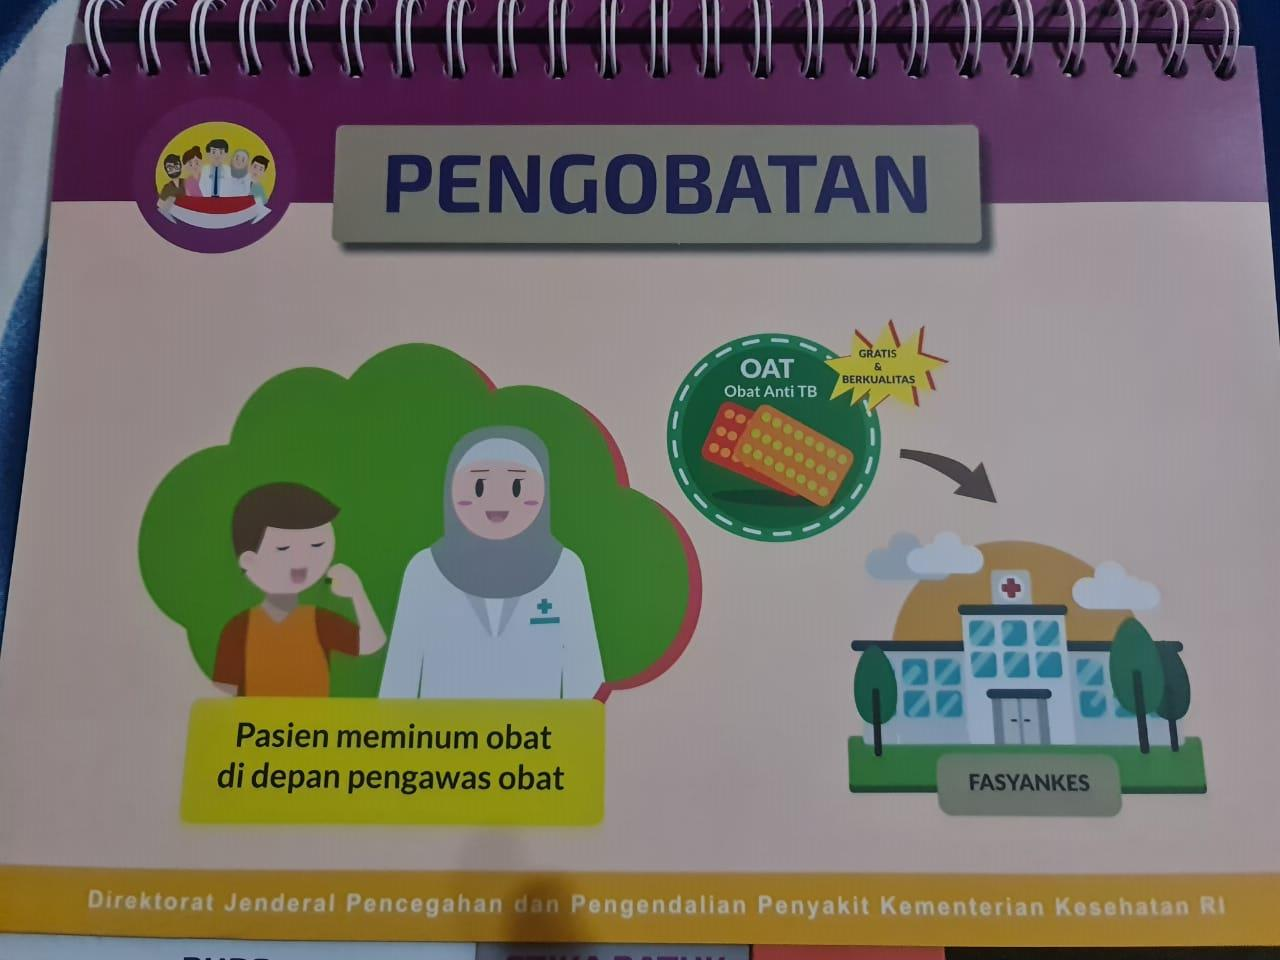 PENGOBATAN
OAT
Obat Anti TB
GRATIS
&
BERKUALITAS
Pasien meminum obat
di depan pengawas obat
FASYANKES
Direktorat Jenderal Pencegahan dan Pengendalian Penyakit Kementerian Kesehatan RI